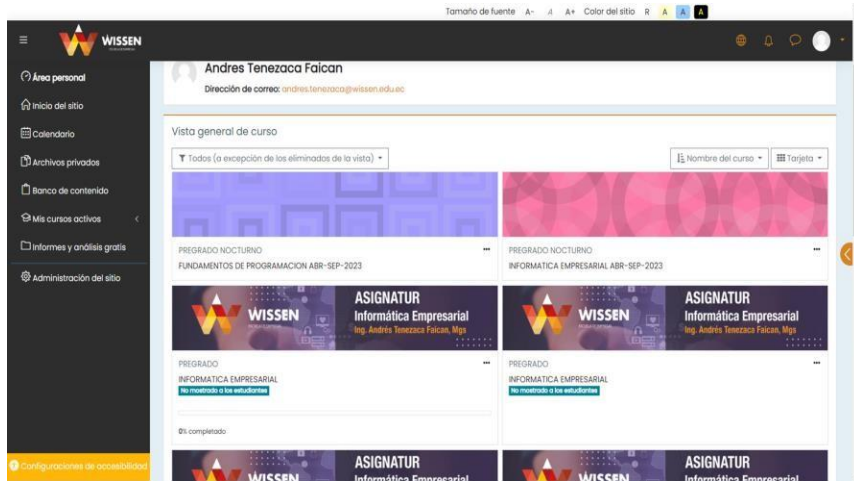 Tamaño de fuente A- A A+ Color del sitio R A A A
WISSEN
Área personal
Inicio del sitio
Calendario
Archivos privados
Banco de contenido
Mis cursos activos
Informes y análisis gratis
Administración del sitio
Configuraciones de accesibilidad
Andres Tenezaca Faican
Dirección de correo: andres.tenezaca@wissen.edu.ec
Vista general de curso
Todos (a excepción de los eliminados de la vista)
Nombre del curso
Tarjeta
PREGRADO NOCTURNO
FUNDAMENTOS DE PROGRAMACION ABR-SEP-2023
PREGRADO NOCTURNO
INFORMATICA EMPRESARIAL ABR-SEP-2023
WISSEN
ASIGNATUR
Informática Empresarial
Ing. Andrés Tenezaca Faican, Mgs
WISSEN
ASIGNATUR
Informática Empresarial
Ing. Andrés Tenezaca Faican, Mgs
PREGRADO
INFORMATICA EMPRESARIAL
No mostrado a los estudiantes
0% completado
PREGRADO
INFORMATICA EMPRESARIAL
No mostrado a los estudiantes
WISSEN
ASIGNATUR
Informática Empresarial
WISSEN
ASIGNATUR
Informática Empresarial